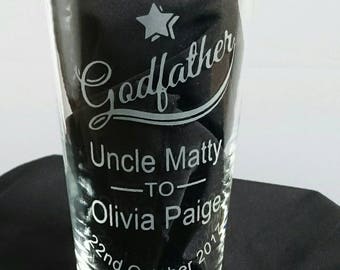 Godfather
Uncle Matty
TO
Olivia Paige
22nd October